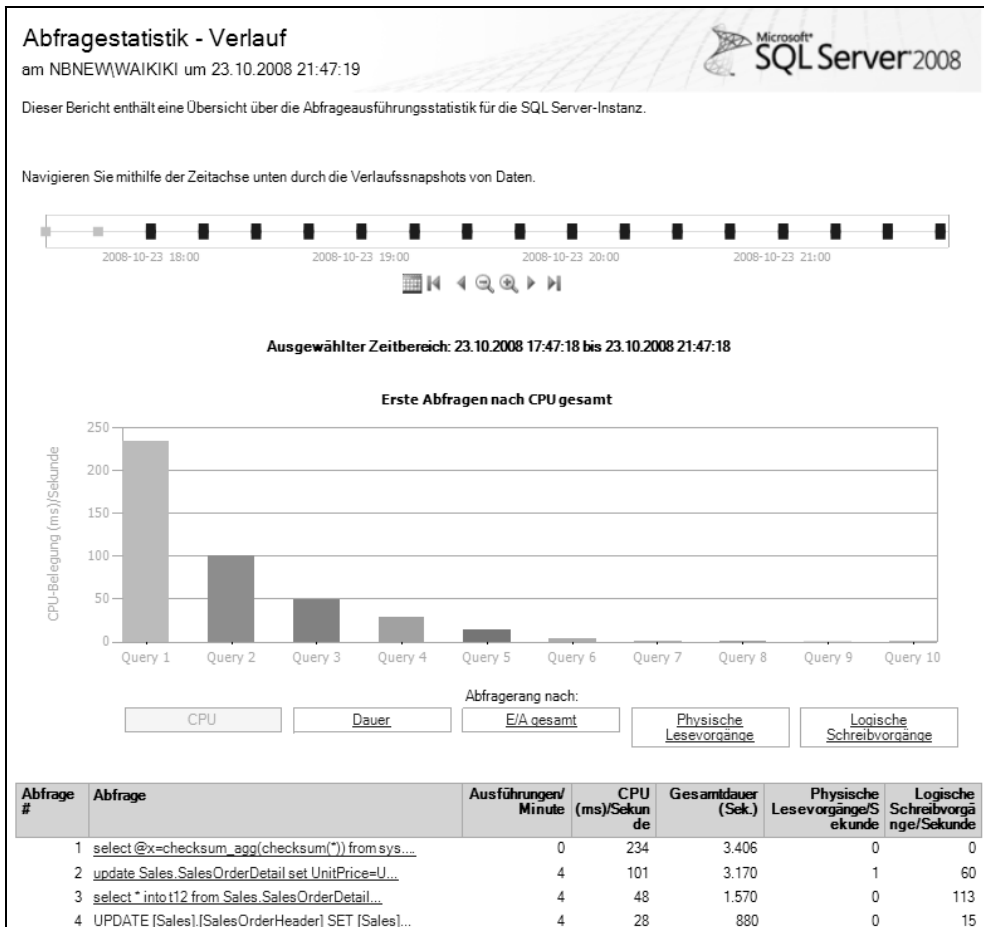 Abfragestatistik - Verlauf
am NBNEW\WAIKIKI um 23.10.2008 21:47:19
Microsoft®
SQL Server 2008
Dieser Bericht enthält eine Übersicht über die Abfrageausführungsstatistik für die SQL Server-Instanz.
Navigieren Sie mithilfe der Zeitachse unten durch die Verlaufssnapshots von Daten.
2008-10-23 18:00 2008-10-23 19:00 2008-10-23 20:00 2008-10-23 21:00
Ausgewählter Zeitbereich: 23.10.2008 17:47:18 bis 23.10.2008 21:47:18
Erste Abfragen nach CPU gesamt
CPU-Belegung (ms)/Sekunde
250
200
150
100
50
0
Query 1 Query 2 Query 3 Query 4 Query 5 Query 6 Query 7 Query 8 Query 9 Query 10
Abfragerang nach:
CPU Dauer E/A gesamt Physische Lesevorgänge Logische Schreibvorgänge
Abfrage # Abfrage Ausführungen/Minute CPU (ms)/Sekunde Gesamtdauer (Sek.) Physische Lesevorgänge/Sekunde Logische Schreibvorgänge/Sekunde
1 select @x=checksum_agg(checksum(*)) from sys.... 0 234 3.406 0 0
2 update Sales.SalesOrderDetail set UnitPrice=U... 4 101 3.170 1 60
3 select * into t12 from Sales.SalesOrderDetail... 4 48 1.570 0 113
4 UPDATE [Sales].[SalesOrderHeader] SET [Sales]... 4 28 880 0 15